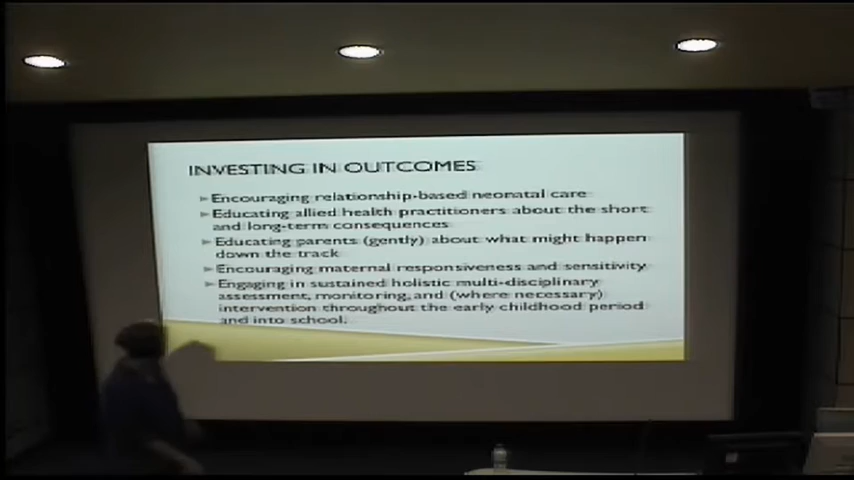 INVESTING IN OUTCOMES
Encouraging relationship-based neonatal care
Educating allied health practitioners about the short
and long-term consequences
Educating parents (gently) about what might happen
down the track
Encouraging maternal responsiveness and sensitivity
Engaging in sustained holistic multi-disciplinary
assessment, monitoring, and (where necessary)
intervention throughout the early childhood period
and into school.